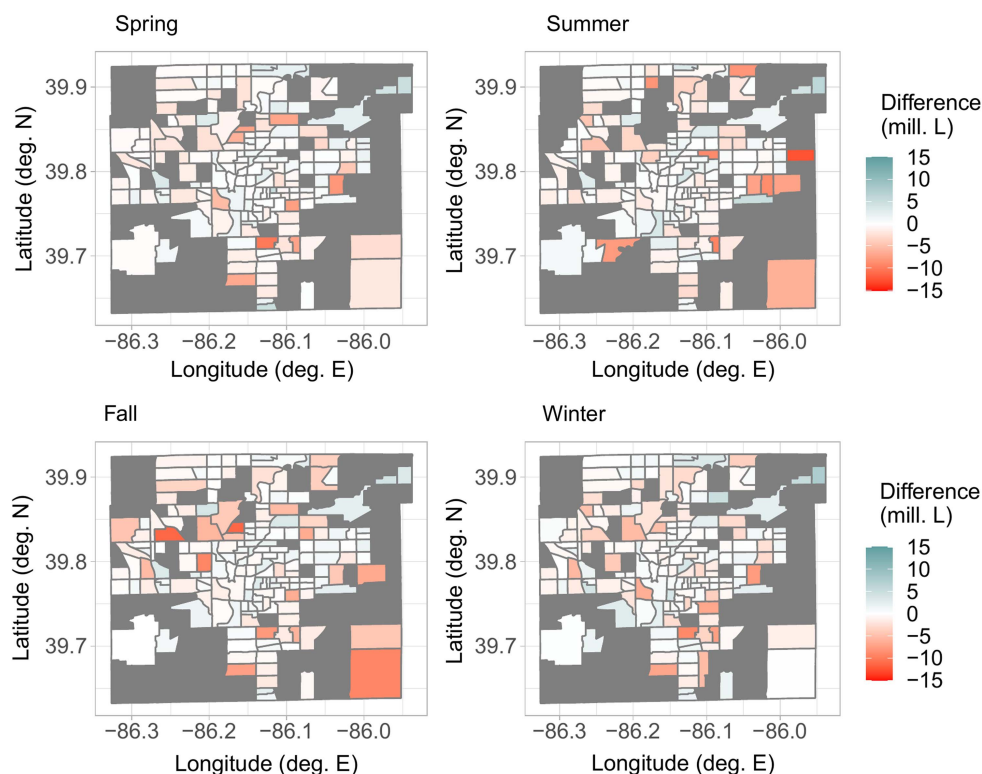 Spring
Summer
39.9
39.8
39.7
Latitude (deg. N)
−86.3 −86.2 −86.1 −86.0
Longitude (deg. E)
39.9
39.8
39.7
Latitude (deg. N)
−86.3 −86.2 −86.1 −86.0
Longitude (deg. E)
Difference
(mill. L)
15
10
5
0
−5
−10
−15
Fall
Winter
39.9
39.8
39.7
Latitude (deg. N)
−86.3 −86.2 −86.1 −86.0
Longitude (deg. E)
39.9
39.8
39.7
Latitude (deg. N)
−86.3 −86.2 −86.1 −86.0
Longitude (deg. E)
Difference
(mill. L)
15
10
5
0
−5
−10
−15